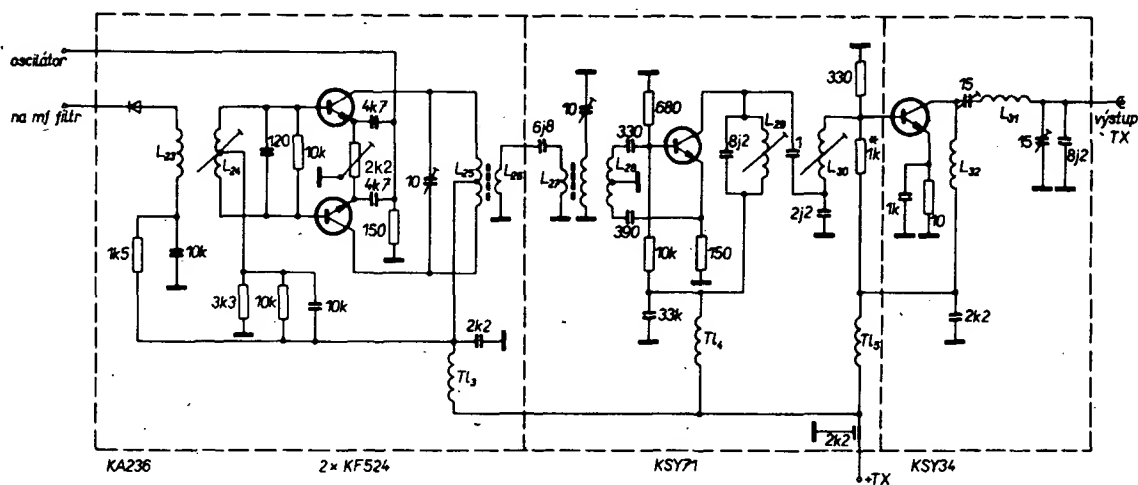 oscilátor
na mf filtr
L23
L24
120
10k
4k7
2k2
4k7
150
10
L25
L26
6j8
1k5
10k
3k3
10k
10k
2k2
Tl3
10
L27
L28
330
390
680
10k
150
33k
8j2
L29
1
L30
2j2
Tl4
330
*
1k
Tl5
2k2
15
L31
L32
1k
10
15
8j2
2k2
výstup
TX
KA236
2× KF524
KSY71
KSY34
+TX